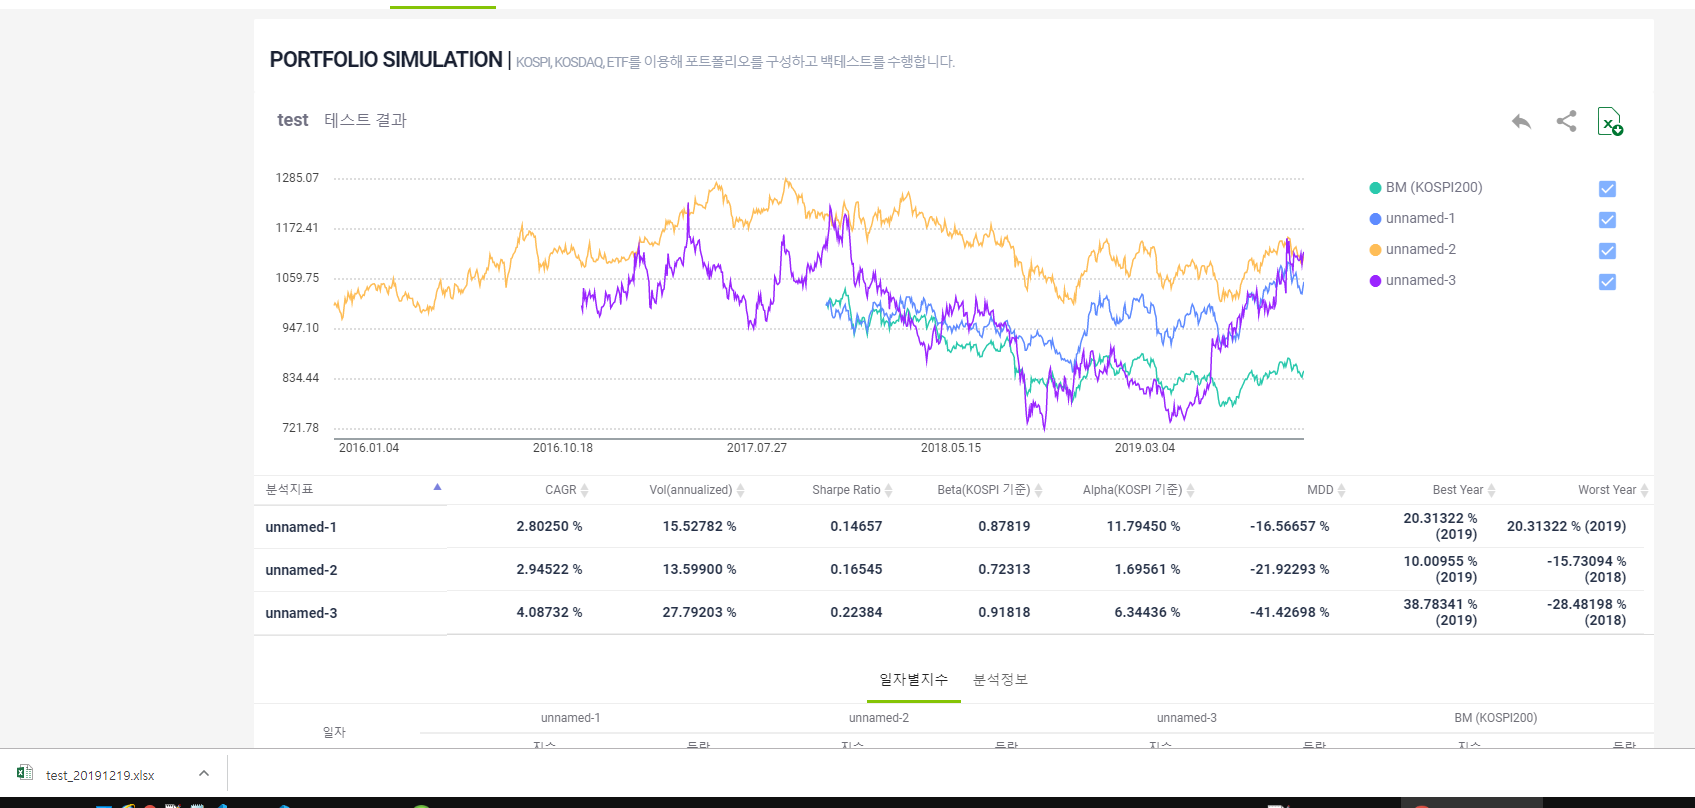 PORTFOLIO SIMULATION | KOSPI, KOSDAQ, ETF를 이용해 포트폴리오를 구성하고 백테스트를 수행합니다.
test 테스트 결과
1285.07
1172.41
1059.75
947.10
834.44
721.78
2016.01.04 2016.10.18 2017.07.27 2018.05.15 2019.03.04
BM (KOSPI200)
unnamed-1
unnamed-2
unnamed-3
분석지표 CAGR Vol(annualized) Sharpe Ratio Beta(KOSPI 기준) Alpha(KOSPI 기준) MDD Best Year Worst Year
unnamed-1 2.80250 % 15.52782 % 0.14657 0.87819 11.79450 % -16.56657 % 20.31322 % (2019) 20.31322 % (2019)
unnamed-2 2.94522 % 13.59900 % 0.16545 0.72313 1.69561 % -21.92293 % 10.00955 % (2019) -15.73094 % (2018)
unnamed-3 4.08732 % 27.79203 % 0.22384 0.91818 6.34436 % -41.42698 % 38.78341 % (2019) -28.48198 % (2018)
일자별지수 분석정보
일자 unnamed-1 unnamed-2 unnamed-3 BM (KOSPI200)
test_20191219.xlsx